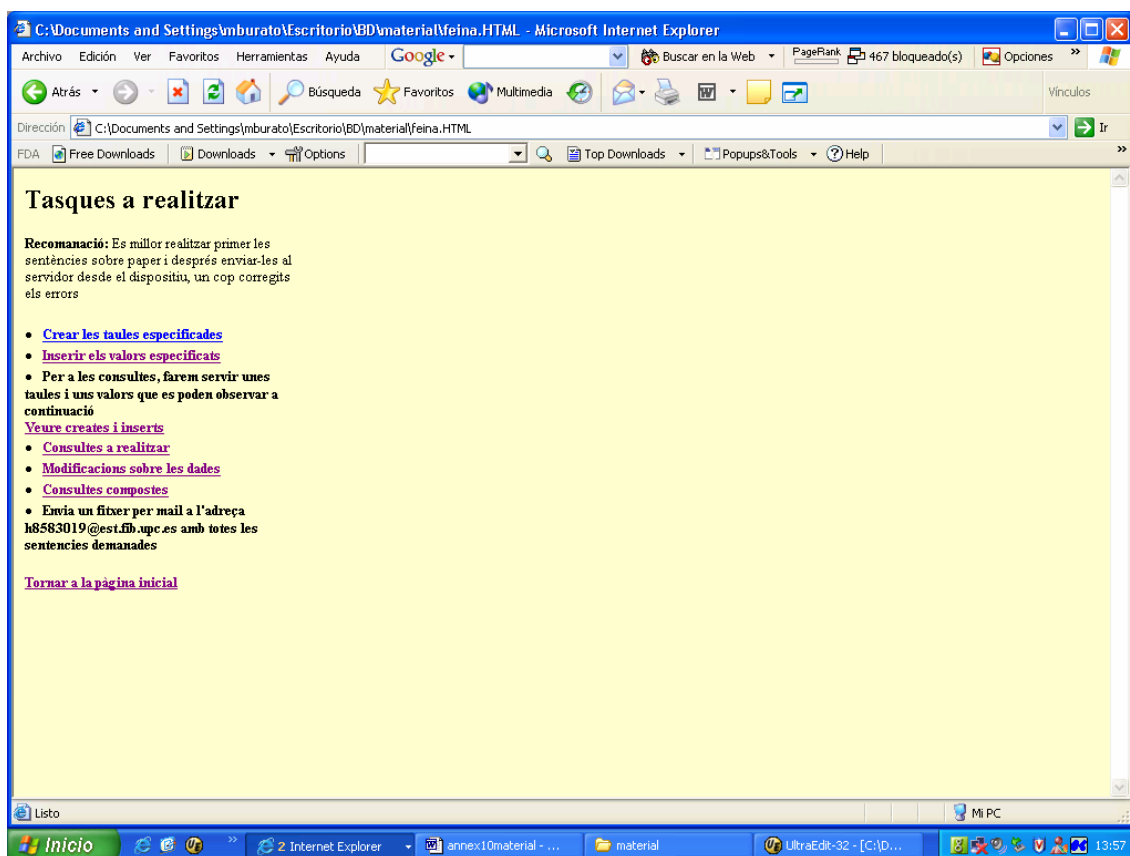 C:\Documents and Settings\mburato\Escritorio\BD\material\feina.HTML - Microsoft Internet Explorer
Archivo Edición Ver Favoritos Herramientas Ayuda Google Buscar en la Web PageRank 467 bloqueado(s) Opciones »
Atrás Búsqueda Favoritos Multimedia Vínculos
Dirección C:\Documents and Settings\mburato\Escritorio\BD\material\feina.HTML Ir
FDA Free Downloads Downloads Options Top Downloads Popups&Tools Help »
Tasques a realitzar
Recomanació: Es millor realitzar primer les
sentències sobre paper i després enviar-les al
servidor desde el dispositiu, un cop corregits
els errors
• Crear les taules especificades
• Inserir els valors especificats
• Per a les consultes, farem servir unes
taules i uns valors que es poden observar a
continuació
Veure creates i inserts
• Consultes a realitzar
• Modificacions sobre les dades
• Consultes compostes
• Envia un fitxer per mail a l'adreça
h8583019@est.fib.upc.es amb totes les
sentencies demanades
Tornar a la pàgina inicial
Listo Mi PC
Inicio » 2 Internet Explorer annex10material - ... material UltraEdit-32 - [C:\D... 13:57